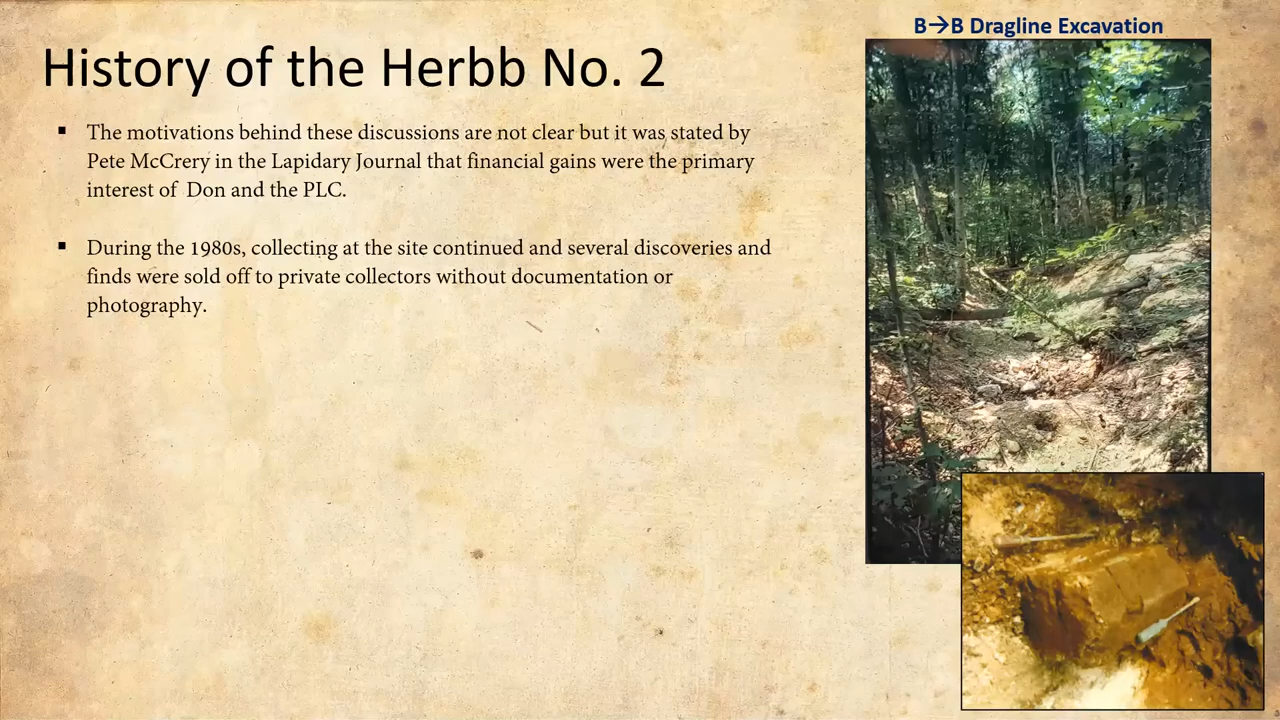 B→B Dragline Excavation
History of the Herbb No. 2
▪ The motivations behind these discussions are not clear but it was stated by
Pete McCrery in the Lapidary Journal that financial gains were the primary
interest of  Don and the PLC.
▪ During the 1980s, collecting at the site continued and several discoveries and
finds were sold off to private collectors without documentation or
photography.